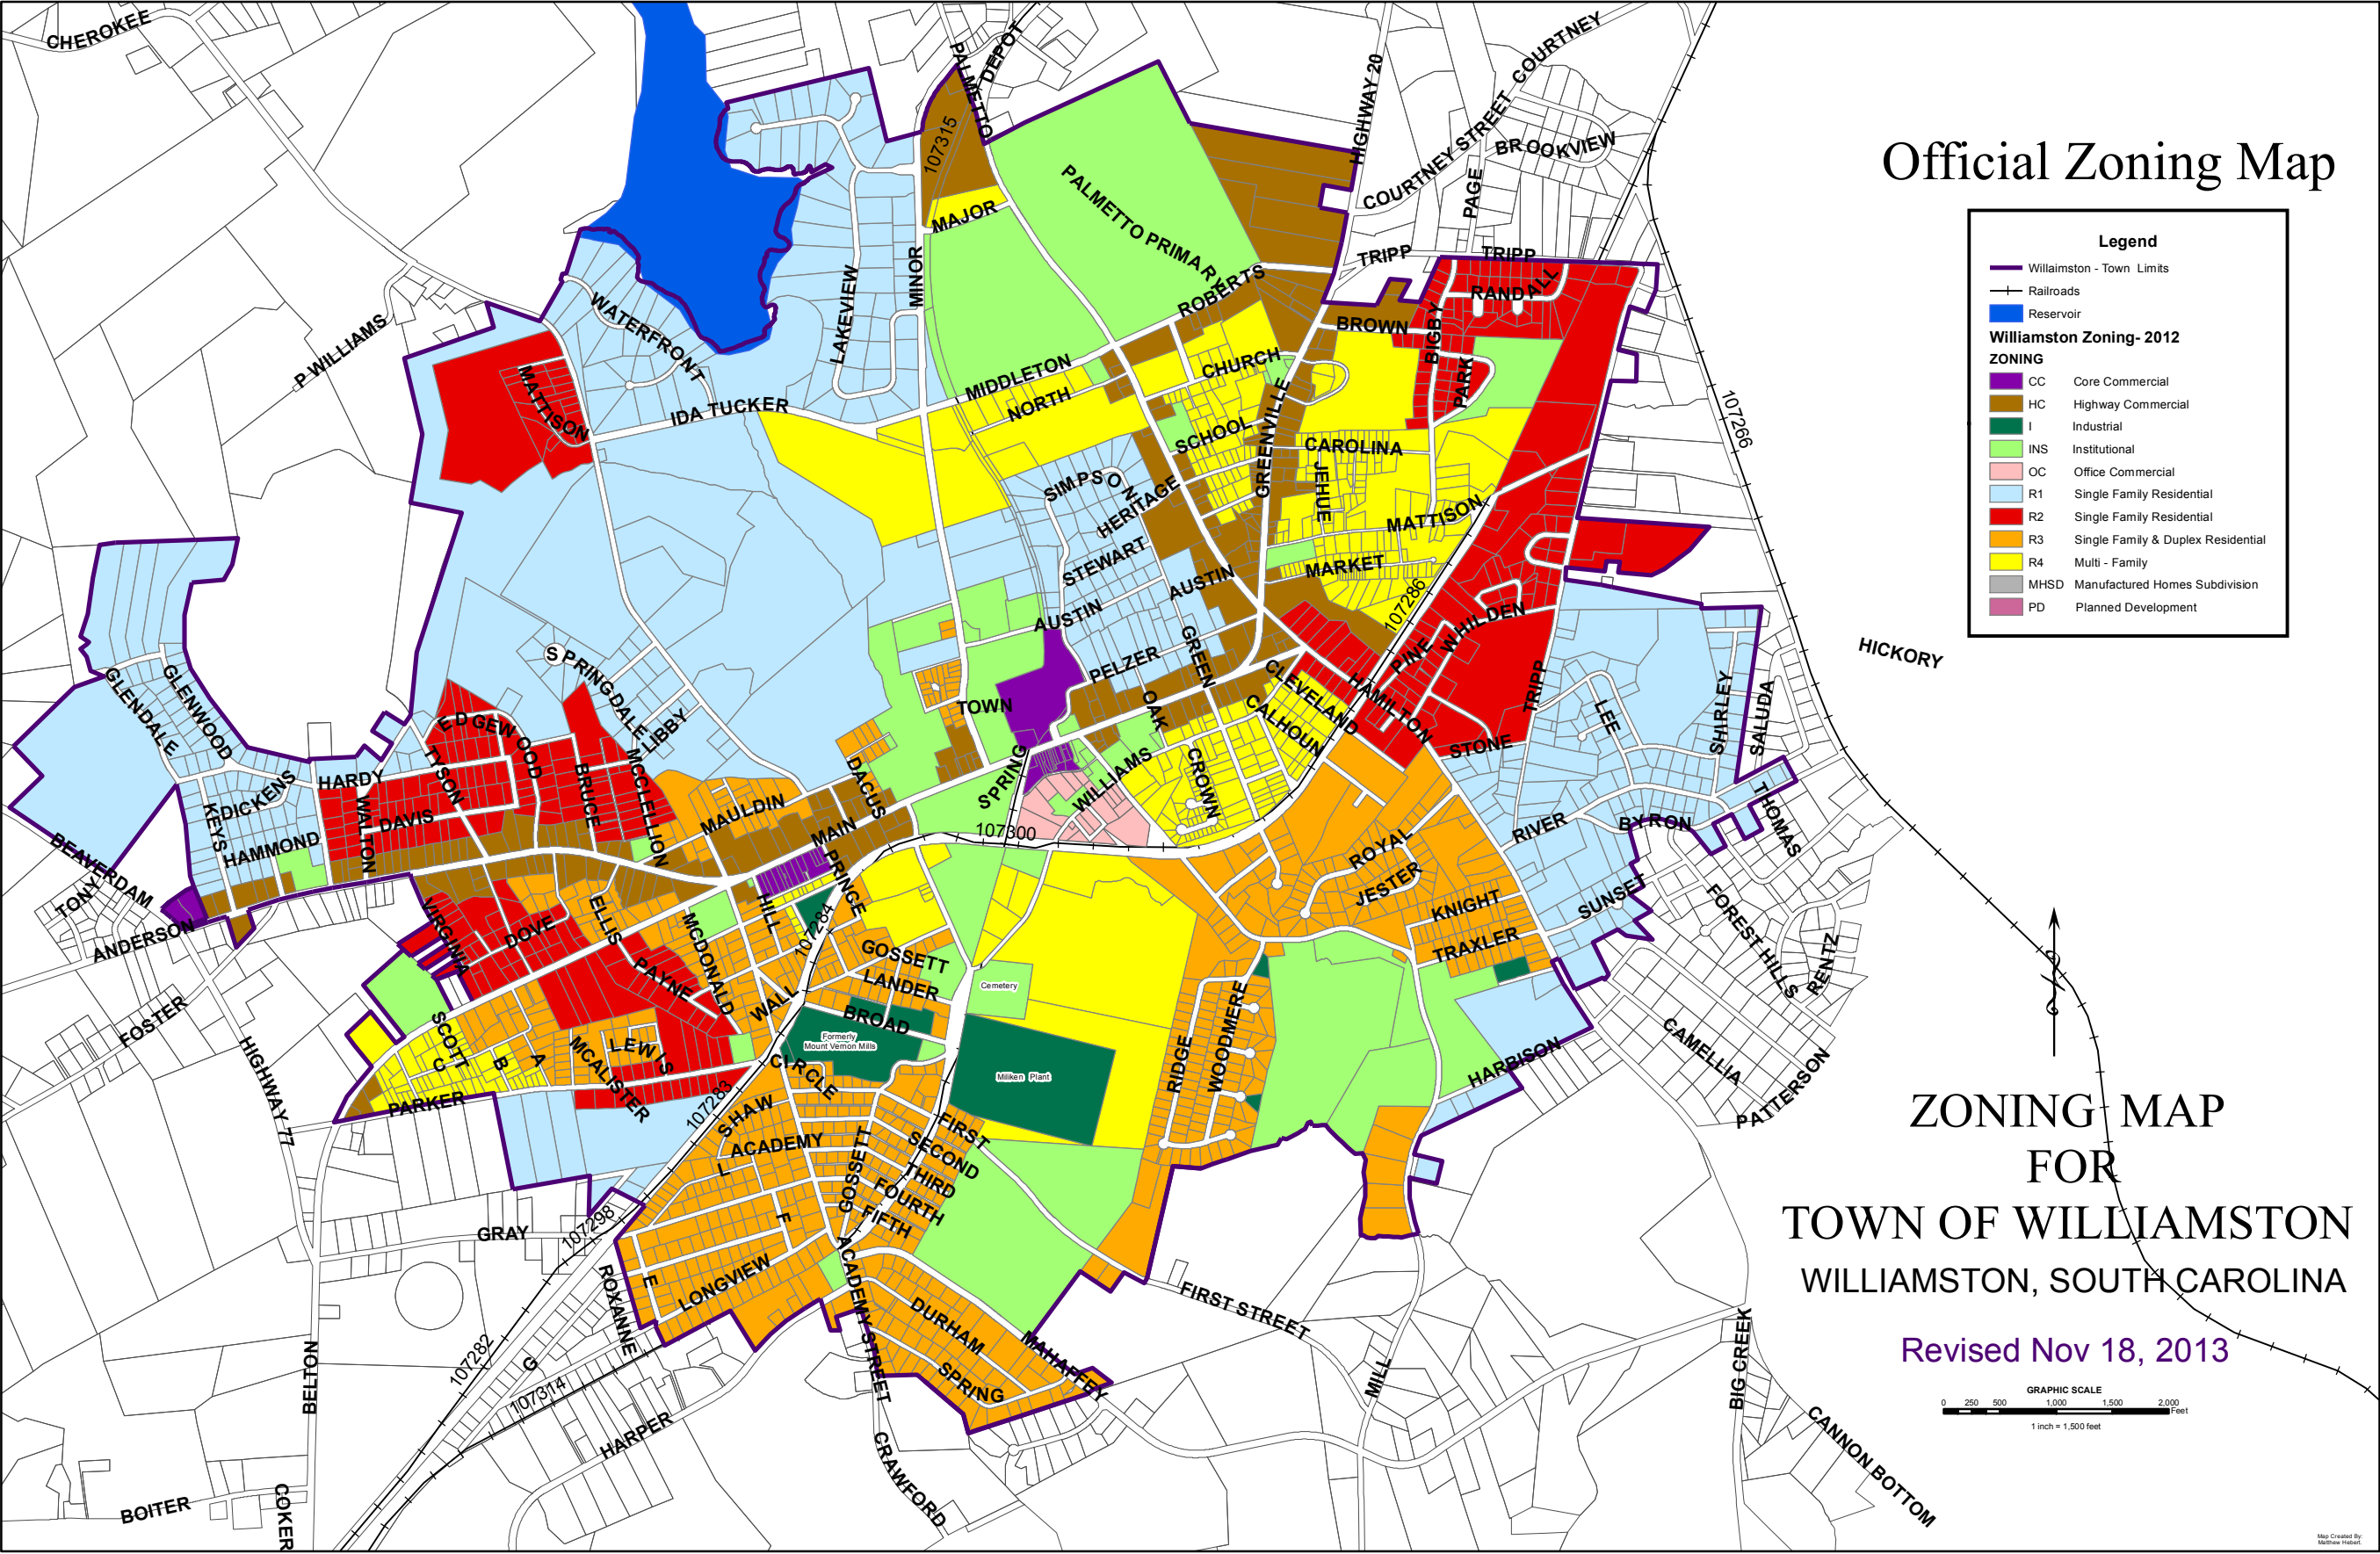 Official Zoning Map
Legend
Willaimston - Town Limits
Railroads
Reservoir
Williamston Zoning- 2012
ZONING
CC Core Commercial
HC Highway Commercial
I Industrial
INS Institutional
OC Office Commercial
R1 Single Family Residential
R2 Single Family Residential
R3 Single Family & Duplex Residential
R4 Multi - Family
MHSD Manufactured Homes Subdivision
PD Planned Development
ZONING MAP
FOR
TOWN OF WILLIAMSTON
WILLIAMSTON, SOUTH CAROLINA
Revised Nov 18, 2013
GRAPHIC SCALE
0 250 500 1,000 1,500 2,000
Feet
1 inch = 1,500 feet
Map Created By:
Matthew Hebert.
CHEROKEE
PALMETTO
DEPOT
107315
HIGHWAY 20
COURTNEY
COURTNEY STREET
BROOKVIEW
PAGE
TRIPP
TRIPP
RANDALL
MAJOR
PALMETTO PRIMARY
ROBERTS
MINOR
LAKEVIEW
WATERFRONT
P WILLIAMS
MATTISON
IDA TUCKER
MIDDLETON
NORTH
CHURCH
BROWN
BIGBY
PARK
SCHOOL
GREENVILLE
CAROLINA
JEHUE
MATTISON
MARKET
107266
107286
SIMPSON
HERITAGE
STEWART
AUSTIN
AUSTIN
GREEN
PELZER
OAK
TOWN
SPRING
WILLIAMS
CROWN
CALHOUN
CLEVELAND
HAMILTON
PINE
WHILDEN
TRIPP
STONE
LEE
SHIRLEY
SALUDA
HICKORY
THOMAS
RIVER
BYRON
SUNSET
FOREST HILLS
RENTZ
CAMELLIA
PATTERSON
HARBISON
ROYAL
JESTER
KNIGHT
TRAXLER
GLENDALE
GLENWOOD
KEYS
DICKENS
HAMMOND
HARDY
WALTON
DAVIS
TYSON
EDGEWOOD
BRUCE
MCCLELLION
SPRINGDALE
LIBBY
MAULDIN
DACUS
MAIN
PRINCE
107300
107284
HILL
BEAVERDAM
TONY
ANDERSON
FOSTER
HIGHWAY 77
VIRGINIA
DOVE
ELLIS
PAYNE
MCDONALD
WALL
GOSSETT
LANDER
BROAD
Cemetery
Formerly
Mount Vernon Mills
Miliken Plant
SCOTT
C
B
A
MCALISTER
LEWIS
PARKER
CIRCLE
107283
SHAW
ACADEMY
L
F
E
GOSSETT
FIRST
SECOND
THIRD
FOURTH
FIFTH
RIDGE
WOODMERE
GRAY
107298
107282
107314
G
ROXANNE
LONGVIEW
ACADEMY STREET
DURHAM
SPRING
MAHAFFEY
FIRST STREET
MILL
BIG CREEK
CANNON BOTTOM
BELTON
HARPER
CRAWFORD
BOITER
COKER